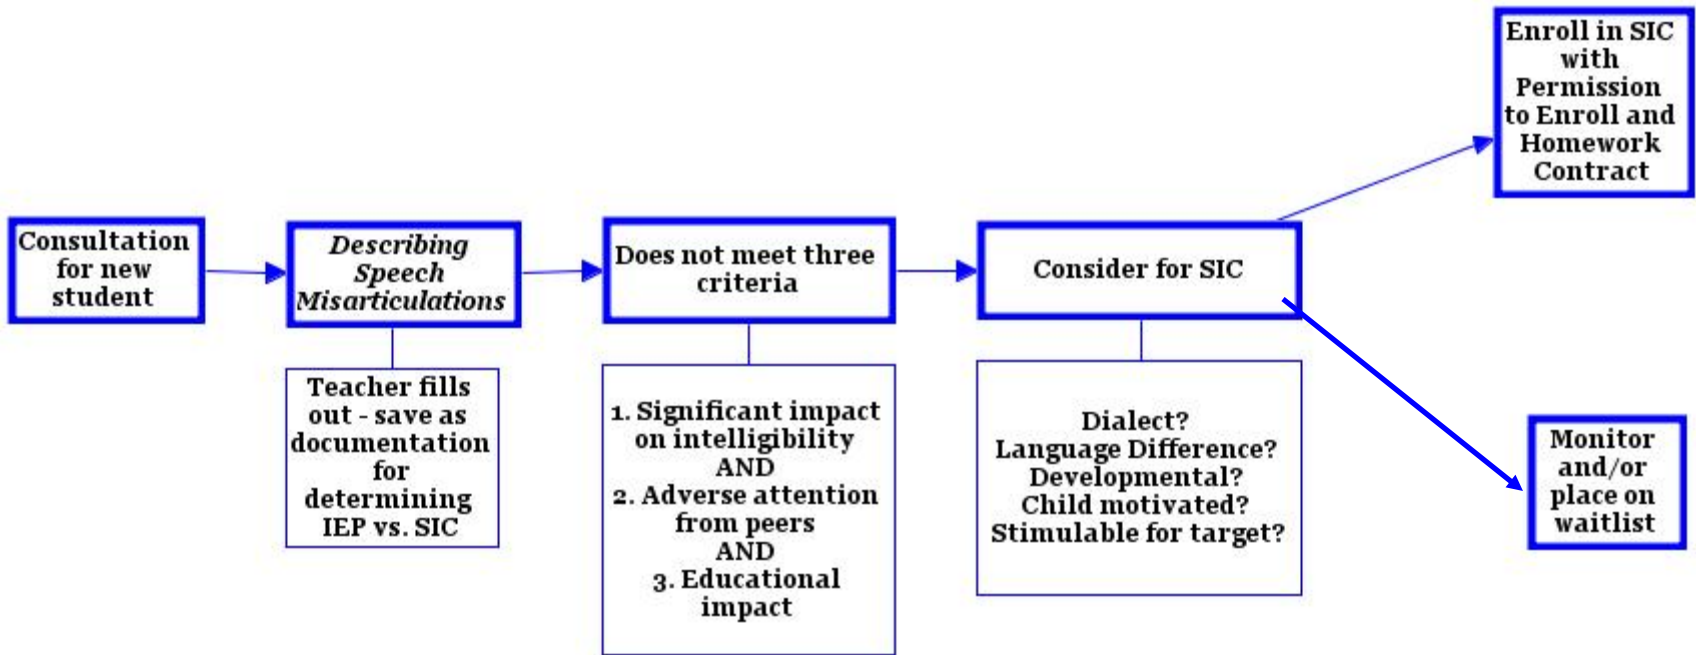 Consultation
for new
student
Describing
Speech
Misarticulations
Teacher fills
out - save as
documentation
for
determining
IEP vs. SIC
Does not meet three
criteria
1. Significant impact
on intelligibility
AND
2. Adverse attention
from peers
AND
3. Educational
impact
Consider for SIC
Dialect?
Language Difference?
Developmental?
Child motivated?
Stimulable for target?
Enroll in SIC
with
Permission
to Enroll and
Homework
Contract
Monitor
and/or
place on
waitlist